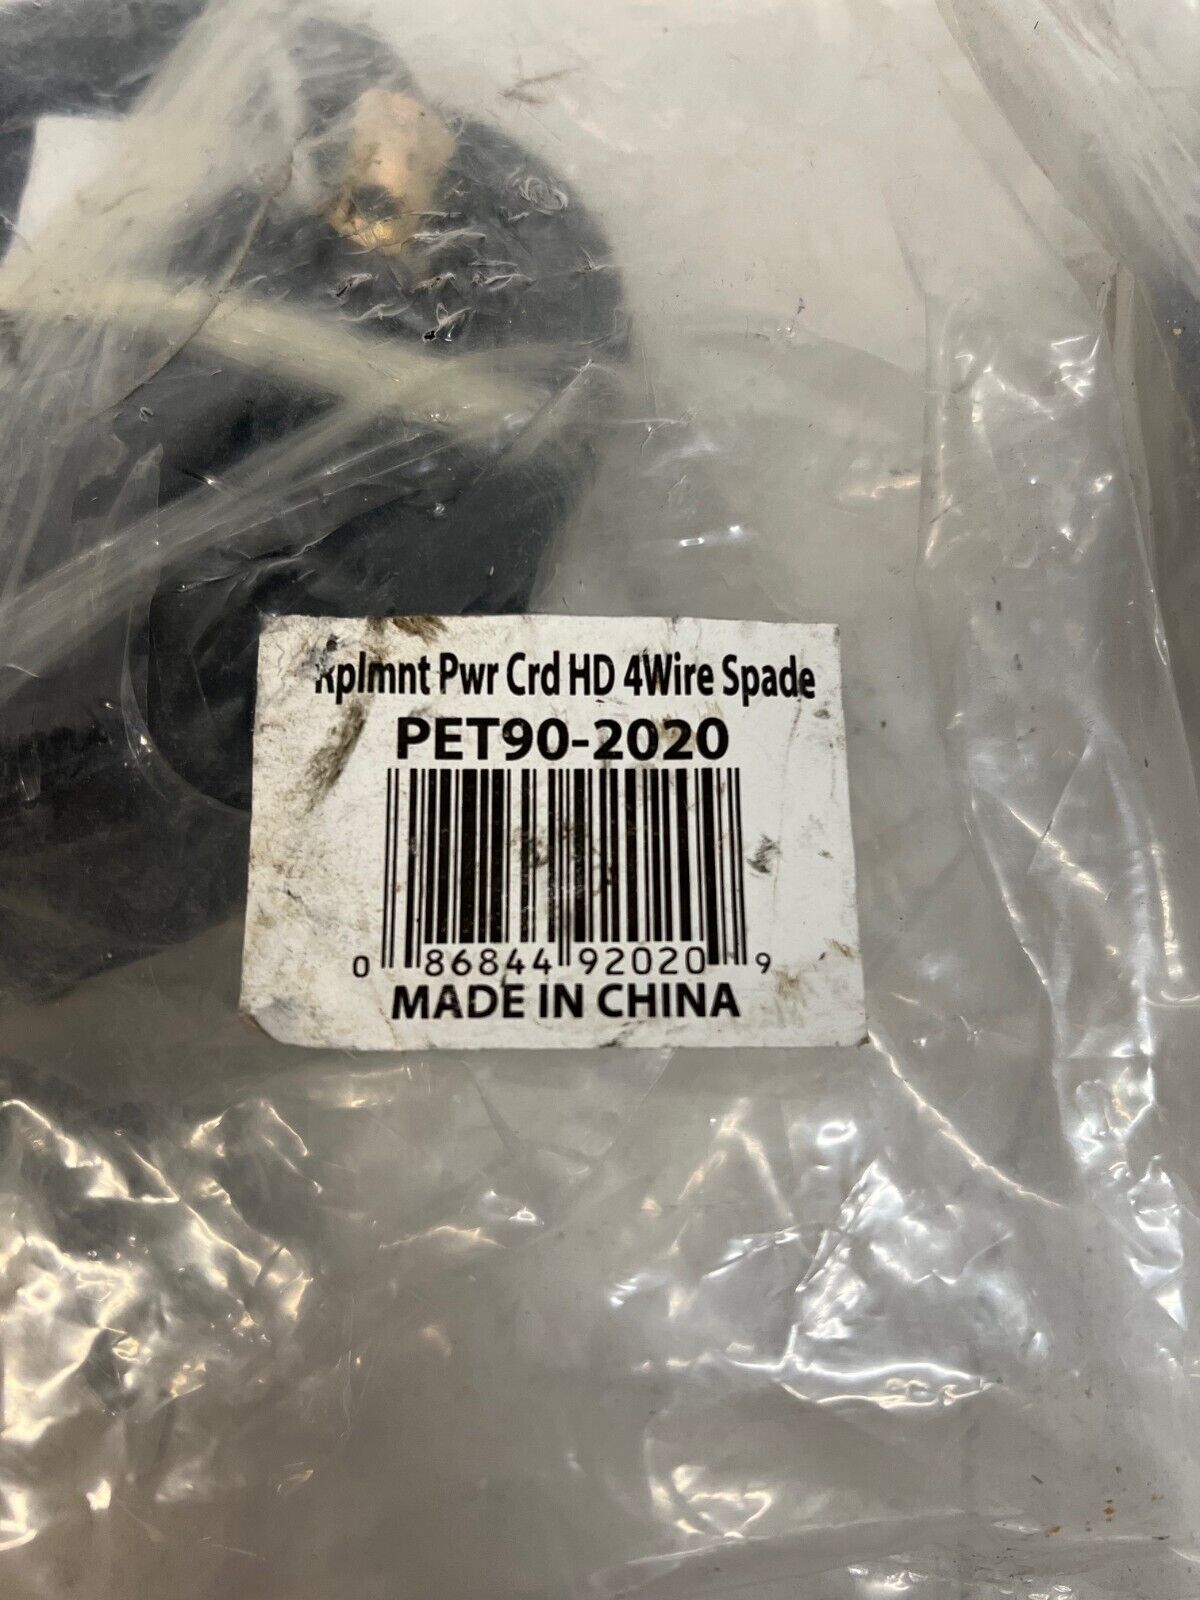 Rplmnt Pwr Crd HD 4Wire Spade
PET90-2020
0 86844 92020 9
MADE IN CHINA